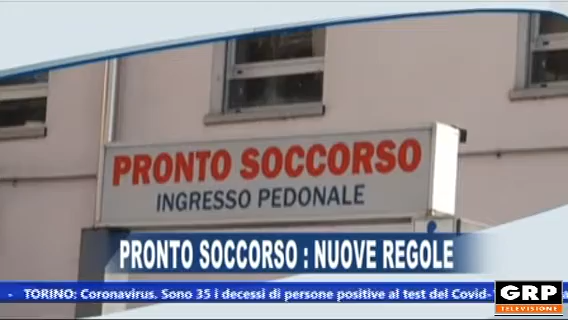 PRONTO SOCCORSO
INGRESSO PEDONALE
PRONTO SOCCORSO : NUOVE REGOLE
- TORINO: Coronavirus. Sono 35 i decessi di persone positive al test del Covid-
GRP
TELEVISIONE